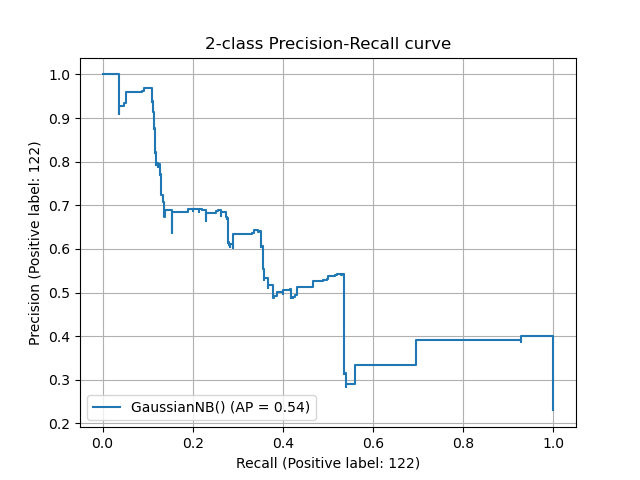 2-class Precision-Recall curve
Precision (Positive label: 122)
1.0
0.9
0.8
0.7
0.6
0.5
0.4
0.3
0.2
GaussianNB() (AP = 0.54)
0.0 0.2 0.4 0.6 0.8 1.0
Recall (Positive label: 122)